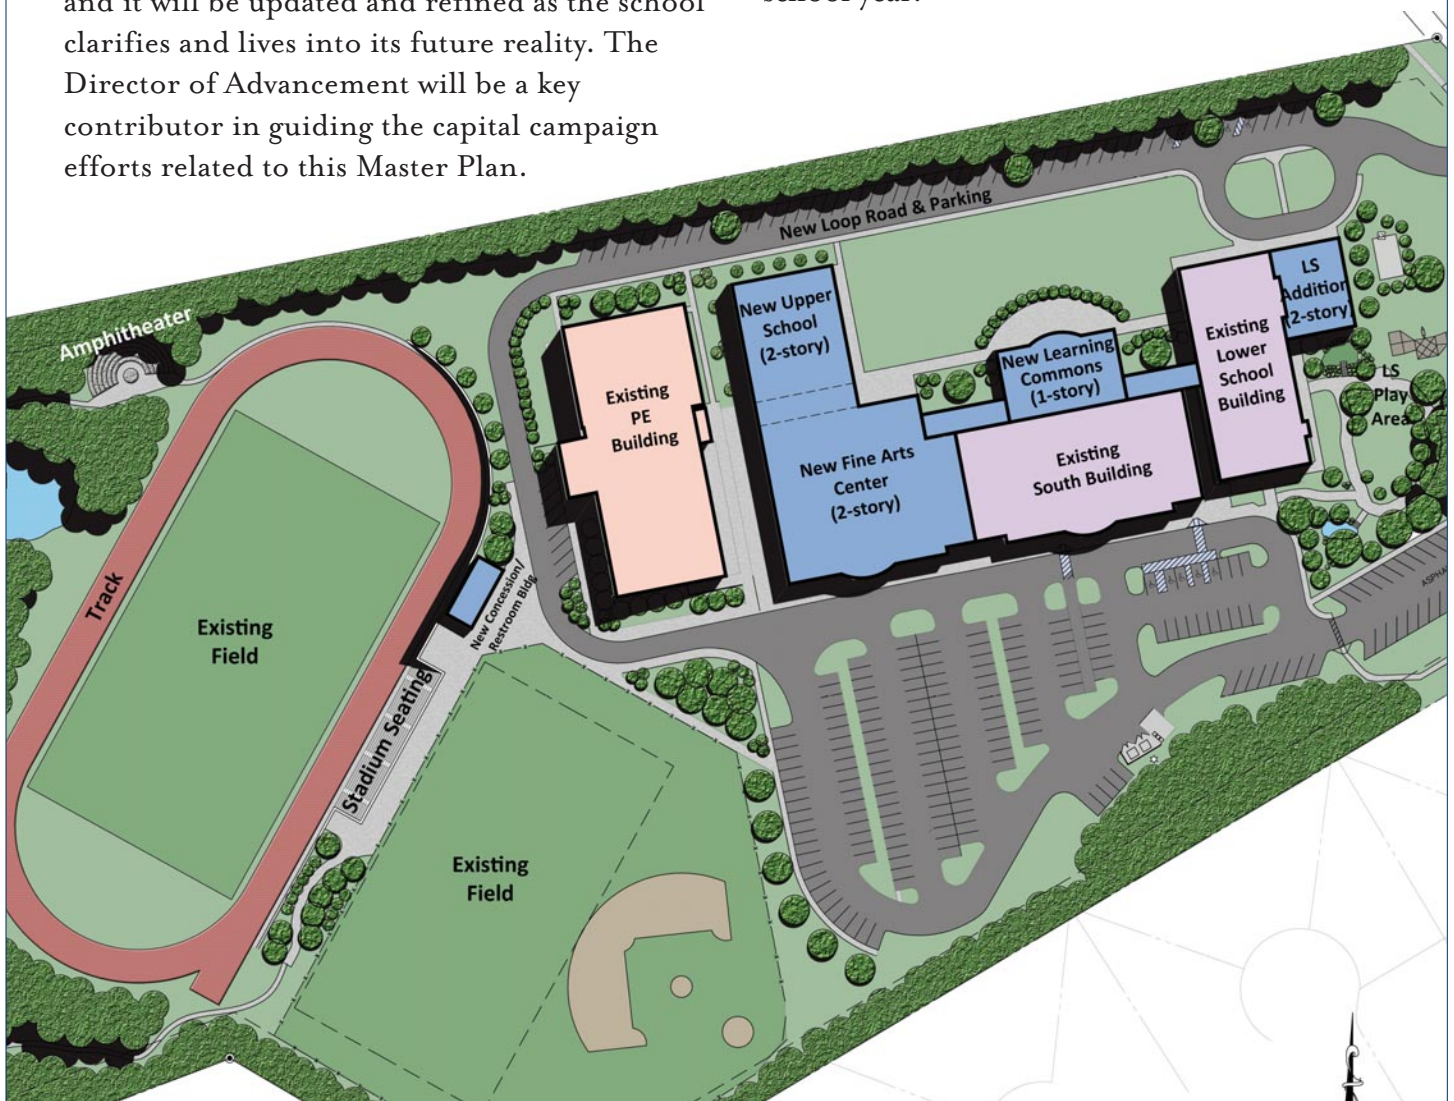 and it will be updated and refined as the school
clarifies and lives into its future reality. The
Director of Advancement will be a key
contributor in guiding the capital campaign
efforts related to this Master Plan.
school year.
New Loop Road & Parking
Amphitheater
New Upper
School
(2-story)
LS
Addition
(2-story)
Existing
Lower
School
Building
New Learning
Commons
(1-story)
LS
Play
Area
Existing
PE
Building
New Fine Arts
Center
(2-story)
Existing
South Building
Track
Existing
Field
New Concession/
Restroom Bldg
Stadium Seating
Existing
Field